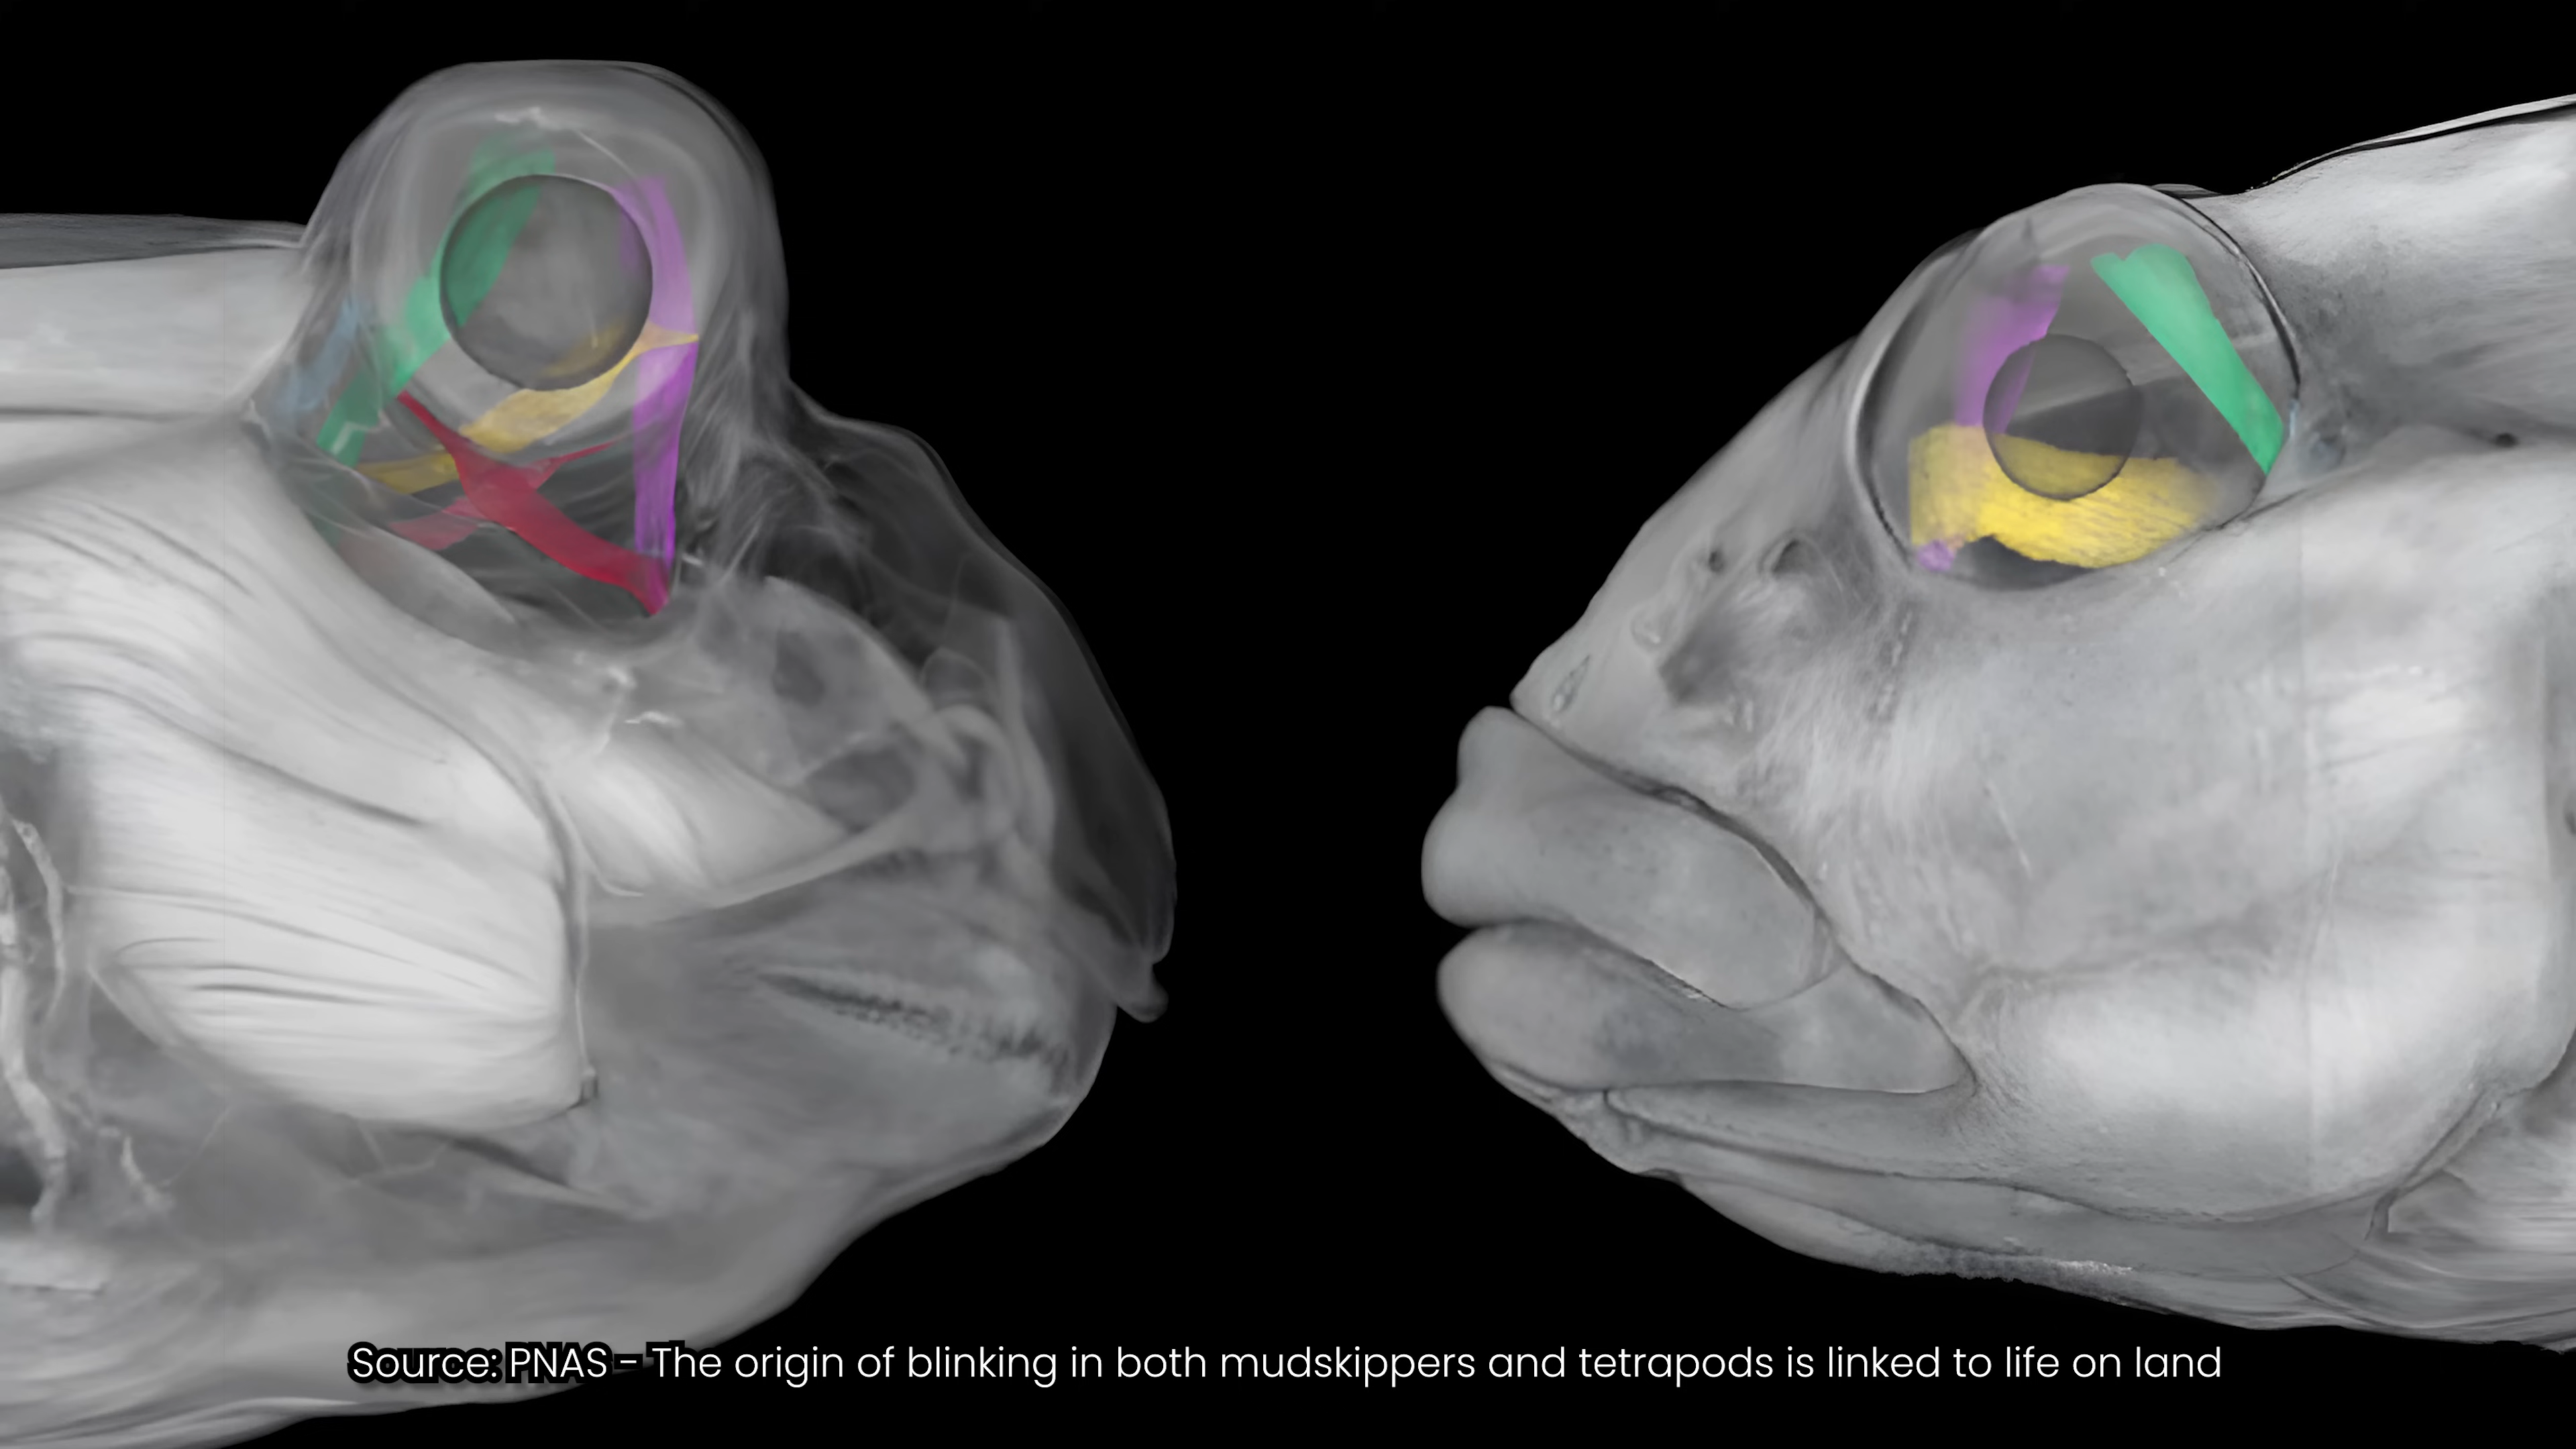 Source: PNAS - The origin of blinking in both mudskippers and tetrapods is linked to life on land